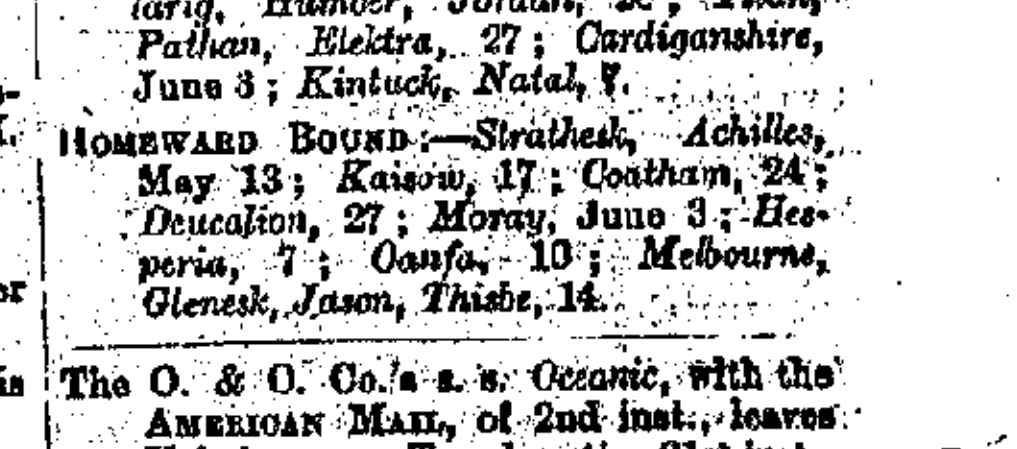 Humber, Jordan,
Pathan, Elektra, 27; Cardiganshire,
June 3; Kintuck, Natal, 7.
HOMEWARD BOUND:—Strathesk, Achilles,
May 13; Kaisow, 17; Coatham, 24;
Deucalion, 27; Moray, June 3; Hes-
peria, 7; Oanfa, 10; Melbourne,
Glenesk, Jason, Thisbe, 14.
The O. & O. Co.'s s. s. Oceanic, with the
AMERICAN MAIL, of 2nd inst., leaves